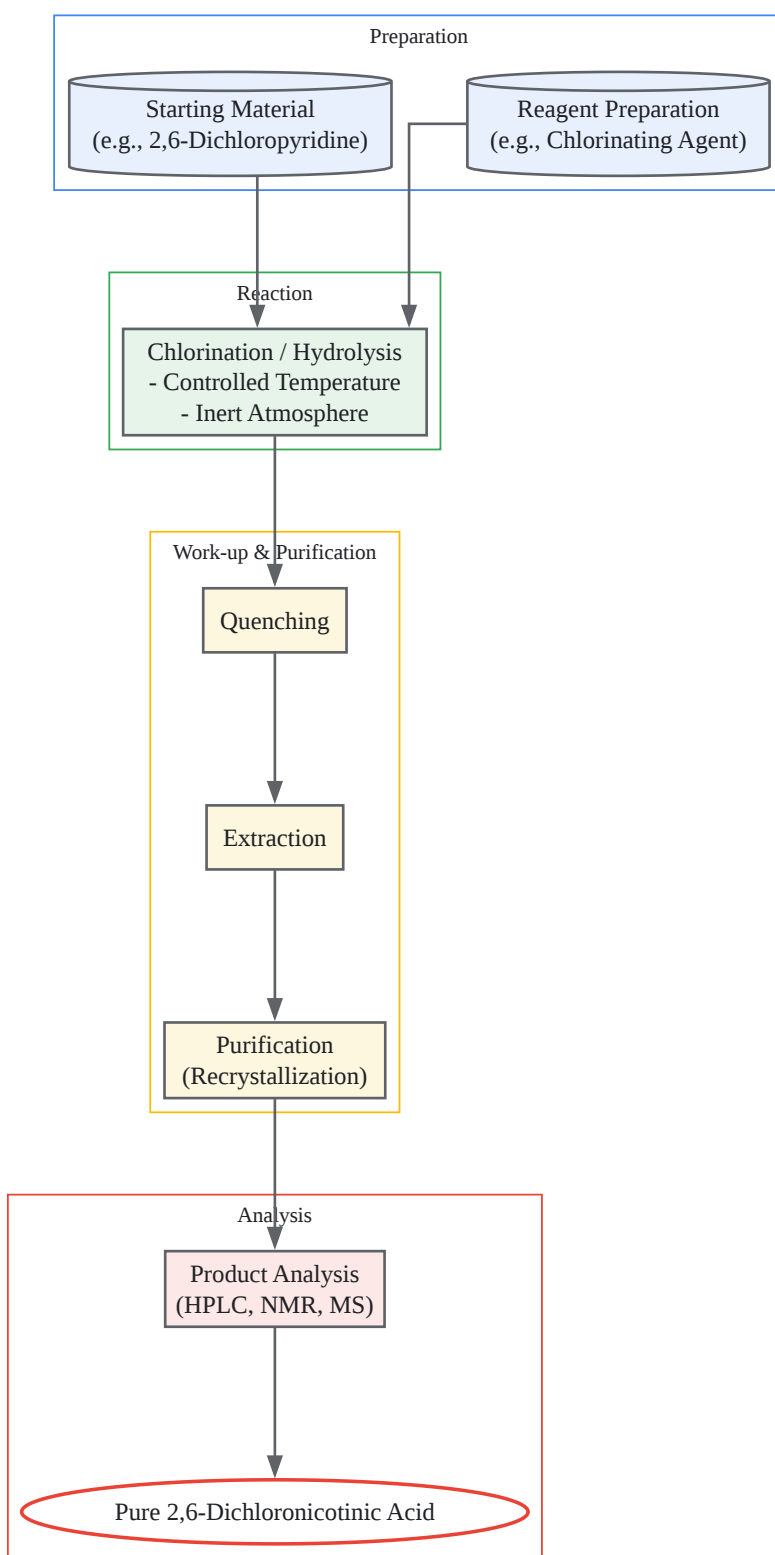 Preparation
Starting Material
(e.g., 2,6-Dichloropyridine)
Reagent Preparation
(e.g., Chlorinating Agent)
Reaction
Chlorination / Hydrolysis
- Controlled Temperature
- Inert Atmosphere
Work-up & Purification
Quenching
Extraction
Purification
(Recrystallization)
Analysis
Product Analysis
(HPLC, NMR, MS)
Pure 2,6-Dichloronicotinic Acid